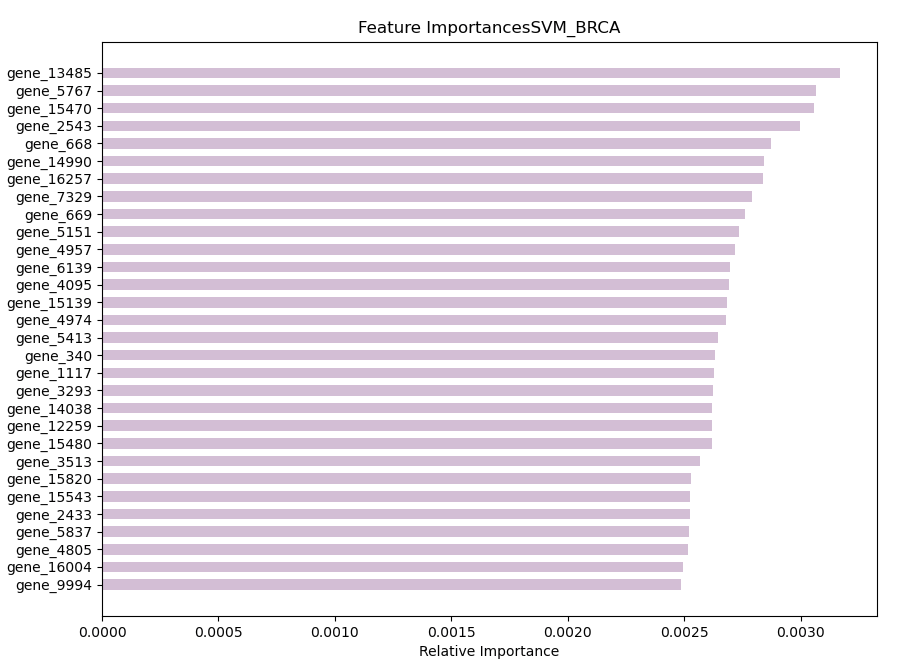 Feature ImportancesSVM_BRCA
gene_13485
gene_5767
gene_15470
gene_2543
gene_668
gene_14990
gene_16257
gene_7329
gene_669
gene_5151
gene_4957
gene_6139
gene_4095
gene_15139
gene_4974
gene_5413
gene_340
gene_1117
gene_3293
gene_14038
gene_12259
gene_15480
gene_3513
gene_15820
gene_15543
gene_2433
gene_5837
gene_4805
gene_16004
gene_9994
0.0000 0.0005 0.0010 0.0015 0.0020 0.0025 0.0030
Relative Importance